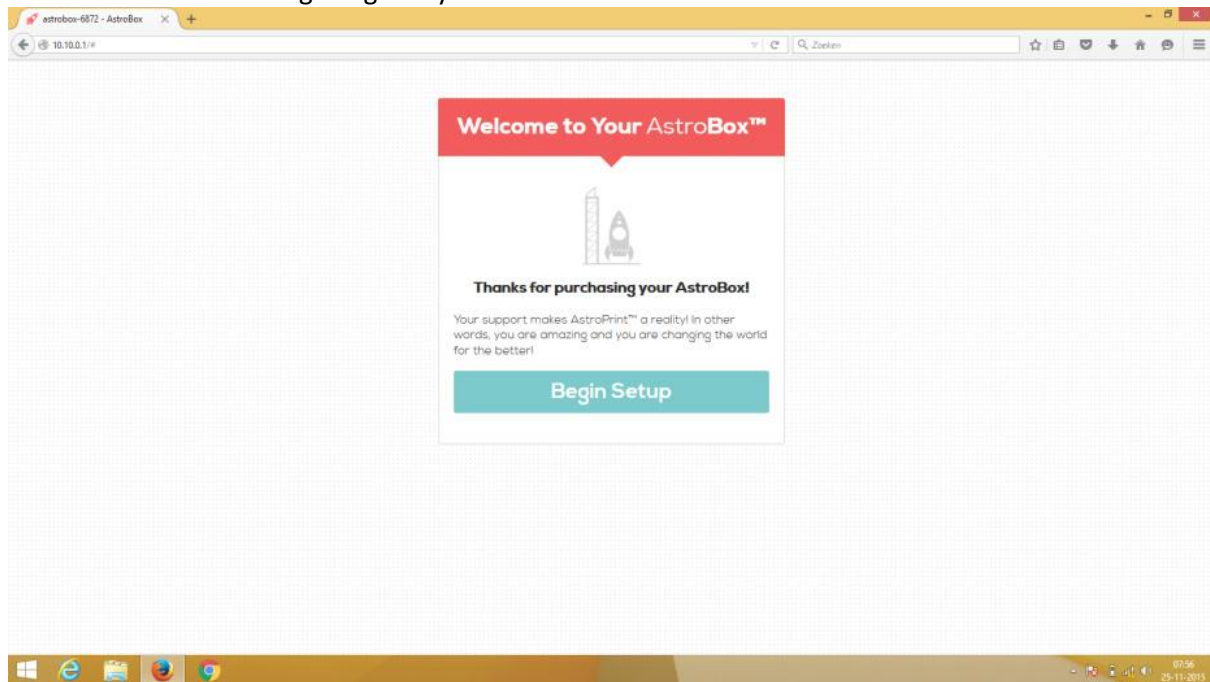 astrobox-6872 - AstroBox
10.10.0.1/#
Zoeken
Welcome to Your AstroBox™
Thanks for purchasing your AstroBox!
Your support makes AstroPrint™ a reality! In other
words, you are amazing and you are changing the world
for the better!
Begin Setup
07:56
25-11-2015